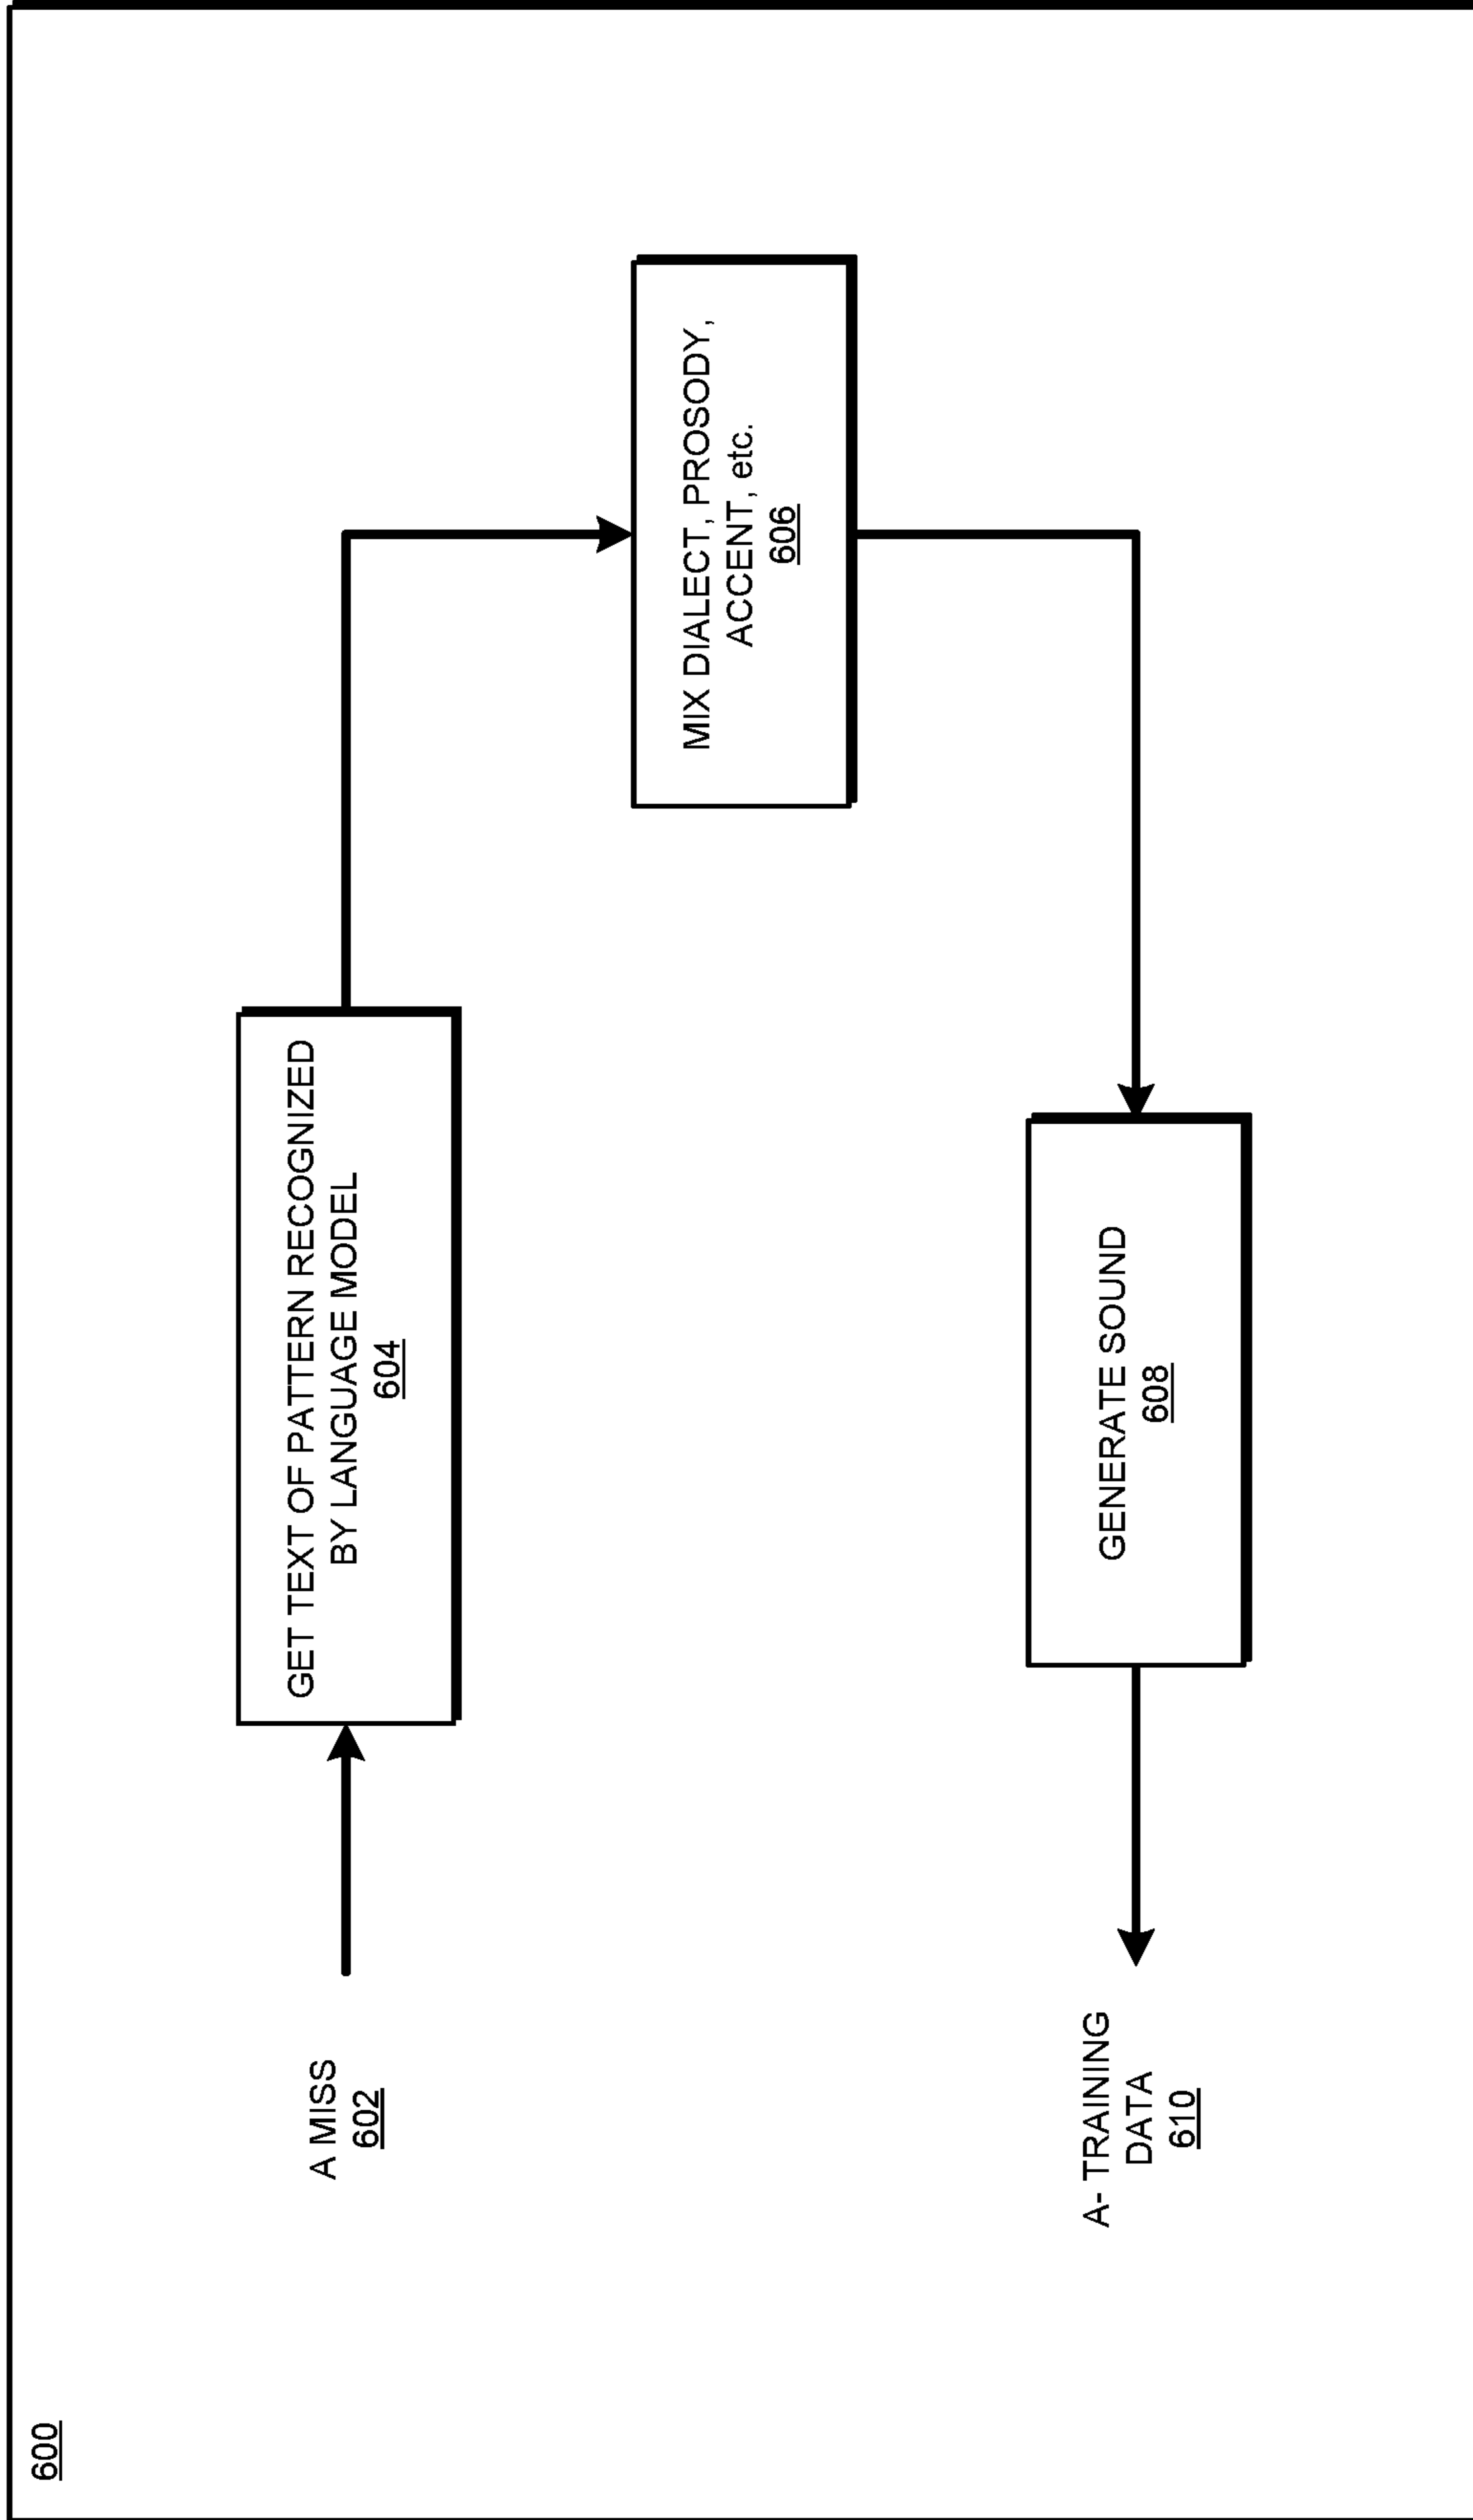 600
A MISS
602
GET TEXT OF PATTERN RECOGNIZED
BY LANGUAGE MODEL
604
MIX DIALECT, PROSODY,
ACCENT, etc.
606
GENERATE SOUND
608
A- TRAINING
DATA
610